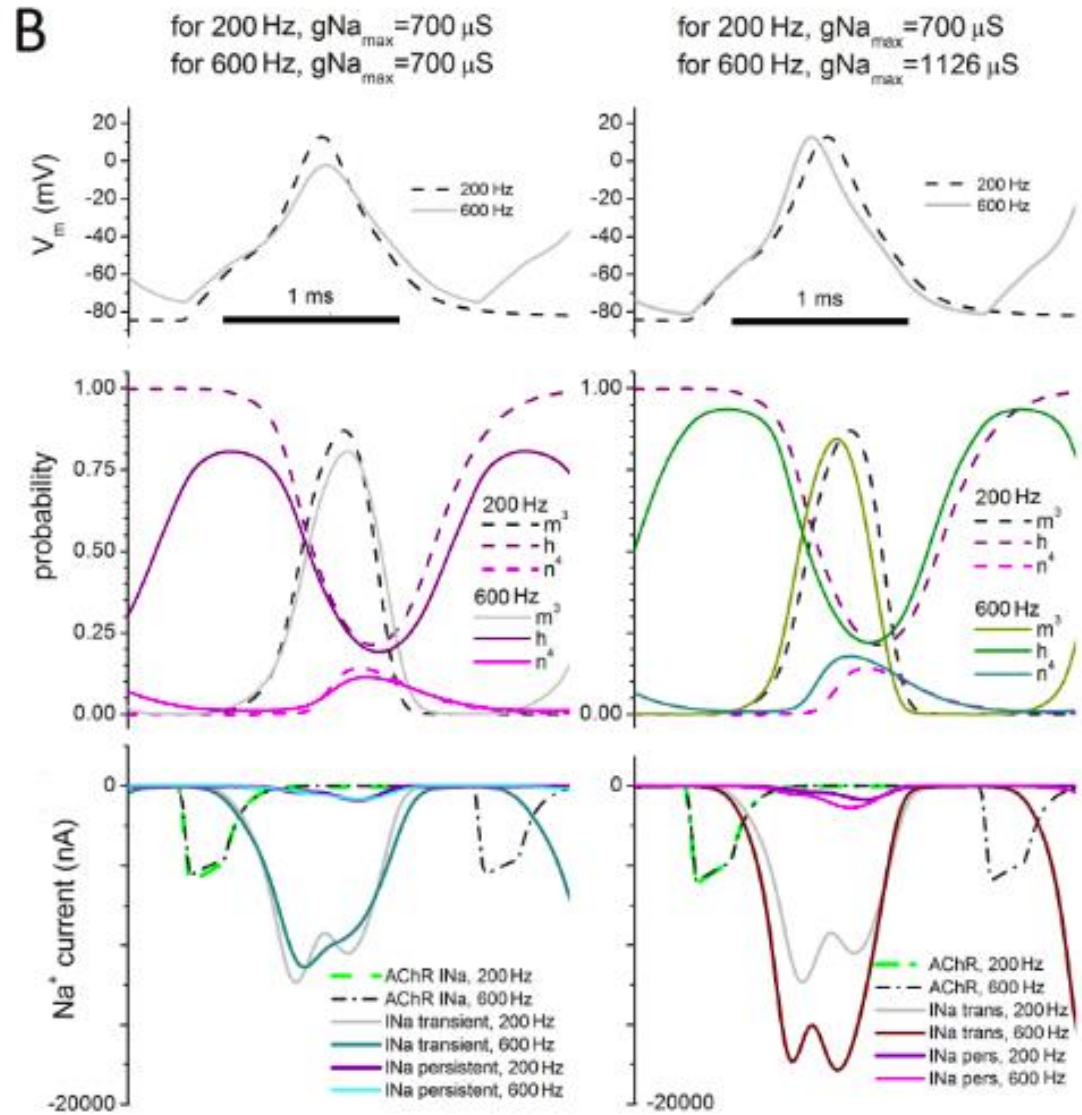 B
for 200 Hz, gNamax=700 µS
for 600 Hz, gNamax=700 µS
for 200 Hz, gNamax=700 µS
for 600 Hz, gNamax=1126 µS
Vm (mV)
20
0
-20
-40
-60
-80
200 Hz
600 Hz
1 ms
20
0
-20
-40
-60
-80
200 Hz
600 Hz
1 ms
probability
1.00
0.75
0.50
0.25
0.00
200 Hz
m³
h
n⁴
600 Hz
m³
h
n⁴
1.00
0.00
200 Hz
m³
h
n⁴
600 Hz
m³
h
n⁴
Na⁺ current (nA)
0
-20000
AChR INa, 200 Hz
AChR INa, 600 Hz
INa transient, 200 Hz
INa transient, 600 Hz
INa persistent, 200 Hz
INa persistent, 600 Hz
0
-20000
AChR, 200 Hz
AChR, 600 Hz
INa trans, 200 Hz
INa trans, 600 Hz
INa pers, 200 Hz
INa pers, 600 Hz